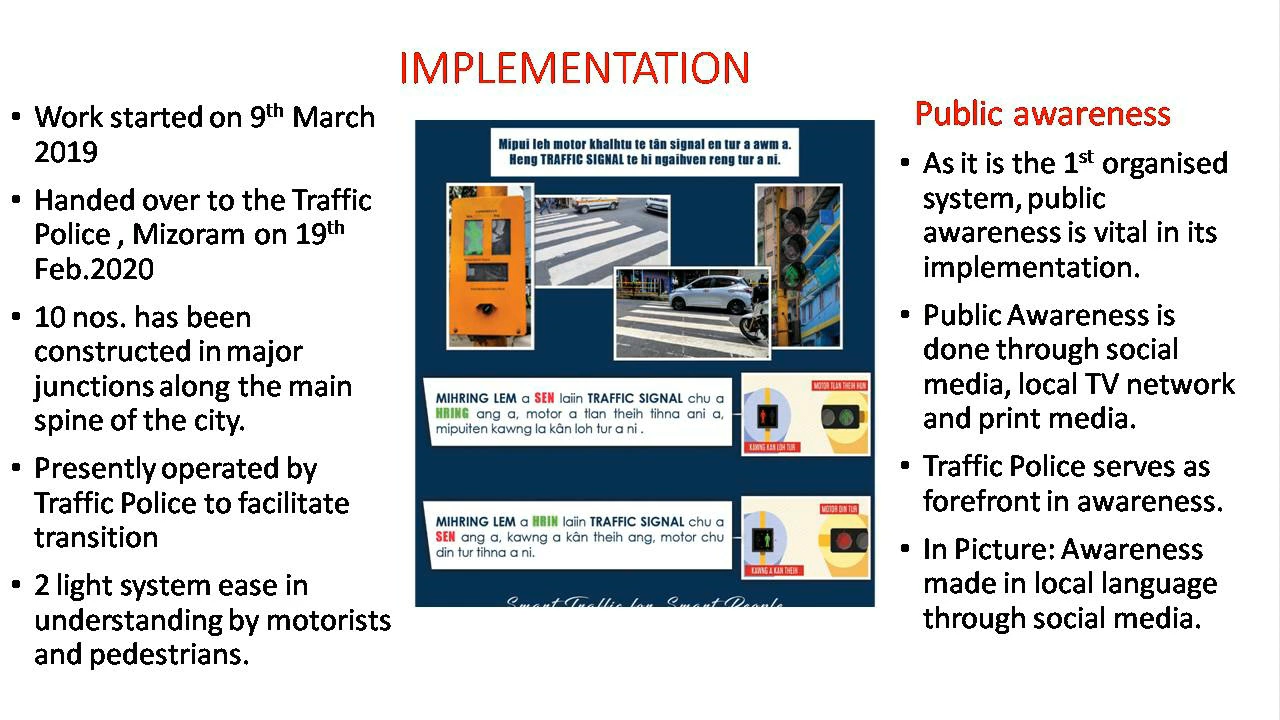 IMPLEMENTATION
• Work started on 9th March
2019
• Handed over to the Traffic
Police , Mizoram on 19th
Feb.2020
• 10 nos. has been
constructed in major
junctions along the main
spine of the city.
• Presently operated by
Traffic Police to facilitate
transition
• 2 light system ease in
understanding by motorists
and pedestrians.
Mipui leh motor khalhtu te tân signal en tur a awm a.
Heng TRAFFIC SIGNAL te hi ngaihven reng tur a ni.
MIHRING LEM a SEN laiin TRAFFIC SIGNAL chu a
HRING ang a, motor a tlan theih tihna ani a,
mipuiten kawng la kân loh tur a ni .
MOTOR TLAN THEIH HUN
KAWNG KAN LOH TUR
MIHRING LEM a HRIN laiin TRAFFIC SIGNAL chu a
SEN ang a, kawng a kân theih ang, motor chu
din tur tihna a ni.
MOTOR DIN TUR
KAWNG A KAN THEIH
Smart Traffic for Smart People
Public awareness
• As it is the 1st organised
system, public
awareness is vital in its
implementation.
• Public Awareness is
done through social
media, local TV network
and print media.
• Traffic Police serves as
forefront in awareness.
• In Picture: Awareness
made in local language
through social media.